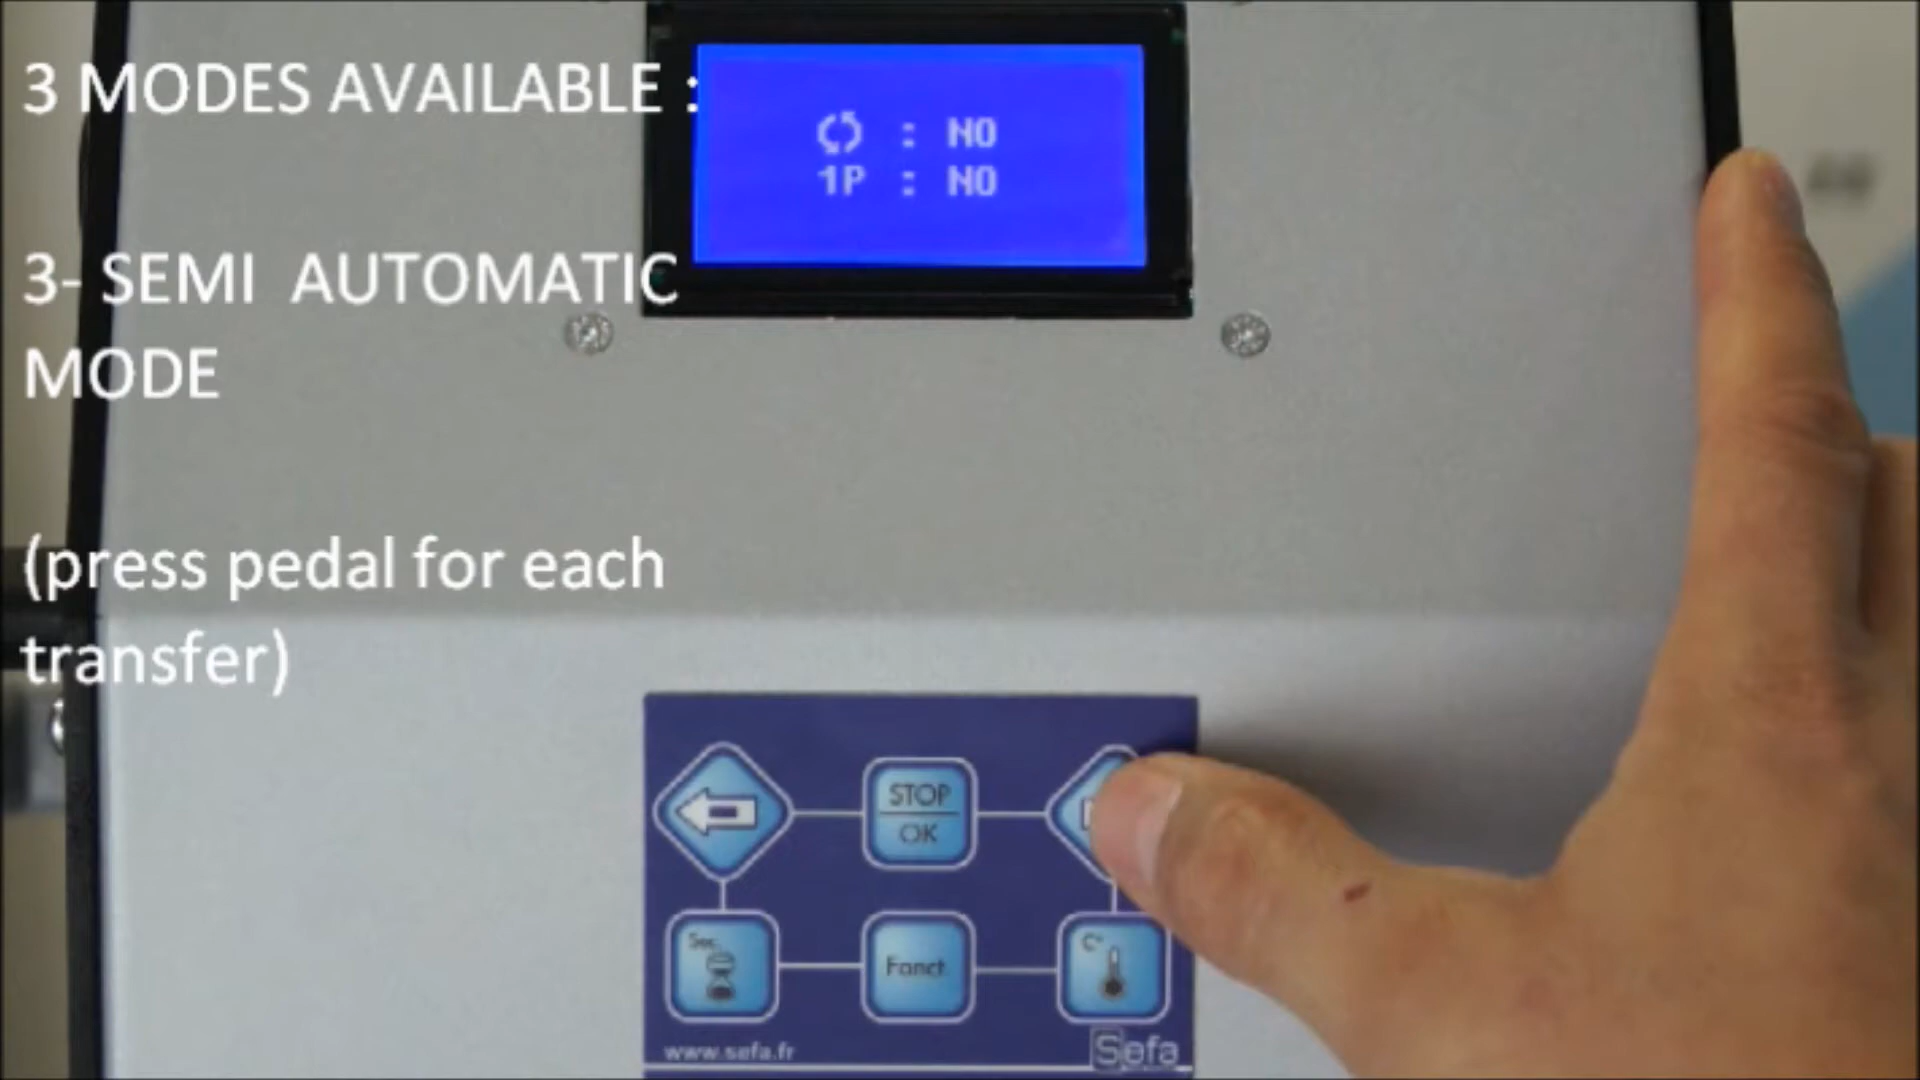 3 MODES AVAILABLE :
: NO
1P : NO
3- SEMI AUTOMATIC
MODE
(press pedal for each
transfer)
STOP
OK
Sec.
Fonct.
C°
www.sefa.fr
Sefa